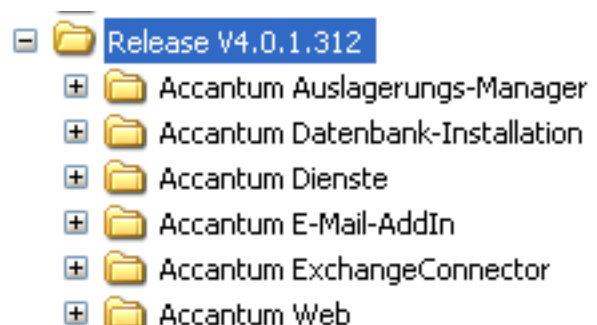 Release V4.0.1.312
Accantum Auslagerungs-Manager
Accantum Datenbank-Installation
Accantum Dienste
Accantum E-Mail-AddIn
Accantum ExchangeConnector
Accantum Web